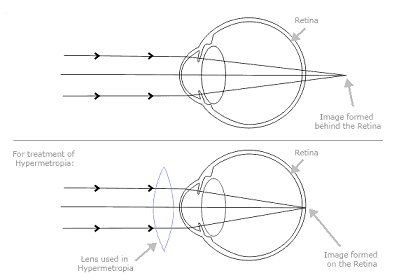 Retina
Image formed
behind the Retina
For treatment of
Hypermetropia:
Retina
Lens used in
Hypermetropia
Image formed
on the Retina